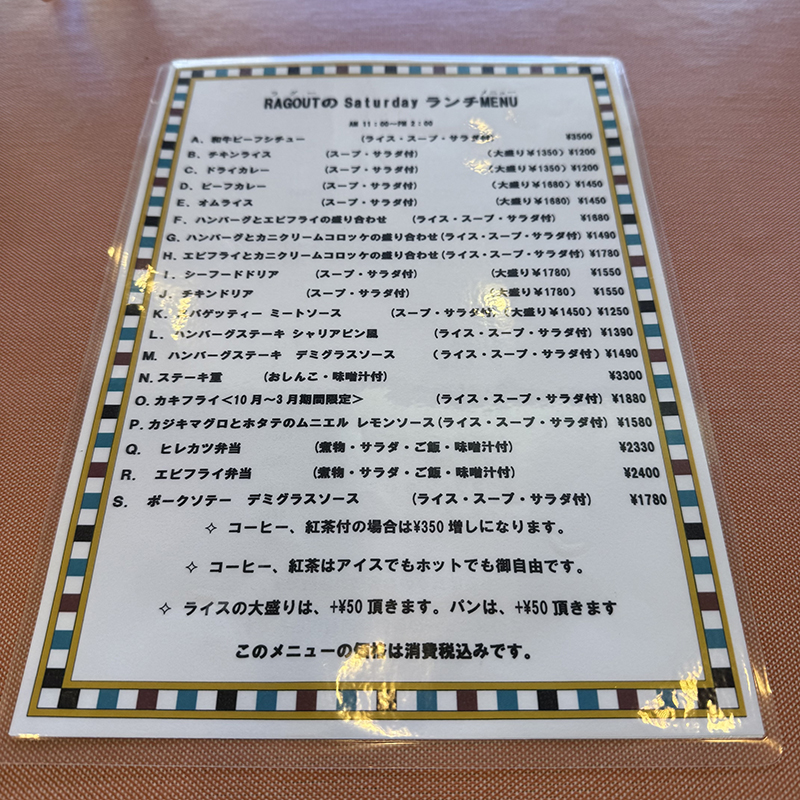 RAGOUTの Saturday ランチMENU
AM 11:00~PM 2:00
A. 和牛ビーフシチュー (ライス・スープ・サラダ付) ¥3500
B. チキンライス (スープ・サラダ付) (大盛り¥1350) ¥1200
C. ドライカレー (スープ・サラダ付) (大盛り¥1350) ¥1200
D. ビーフカレー (スープ・サラダ付) (大盛り¥1680) ¥1450
E. オムライス (スープ・サラダ付) (大盛り¥1680) ¥1450
F. ハンバーグとエビフライの盛り合わせ (ライス・スープ・サラダ付) ¥1680
G. ハンバーグとカニクリームコロッケの盛り合わせ(ライス・スープ・サラダ付) ¥1490
H. エビフライとカニクリームコロッケの盛り合わせ(ライス・スープ・サラダ付) ¥1780
I. シーフードドリア (スープ・サラダ付) (大盛り¥1780) ¥1550
J. チキンドリア (スープ・サラダ付) (大盛り¥1780) ¥1550
K. スパゲッティー ミートソース (スープ・サラダ付) (大盛り¥1450) ¥1250
L. ハンバーグステーキ シャリアピン風 (ライス・スープ・サラダ付) ¥1390
M. ハンバーグステーキ デミグラスソース (ライス・スープ・サラダ付) ¥1490
N. ステーキ重 (おしんこ・味噌汁付) ¥3300
O. カキフライ<10月~3月期間限定> (ライス・スープ・サラダ付) ¥1880
P. カジキマグロとホタテのムニエル レモンソース(ライス・スープ・サラダ付) ¥1580
Q. ヒレカツ弁当 (煮物・サラダ・ご飯・味噌汁付) ¥2330
R. エビフライ弁当 (煮物・サラダ・ご飯・味噌汁付) ¥2400
S. ポークソテー デミグラスソース (ライス・スープ・サラダ付) ¥1780
✧ コーヒー、紅茶付の場合は¥350増しになります。
✧ コーヒー、紅茶はアイスでもホットでも御自由です。
✧ ライスの大盛りは、+¥50頂きます。パンは、+¥50頂きます
このメニューの価格は消費税込みです。